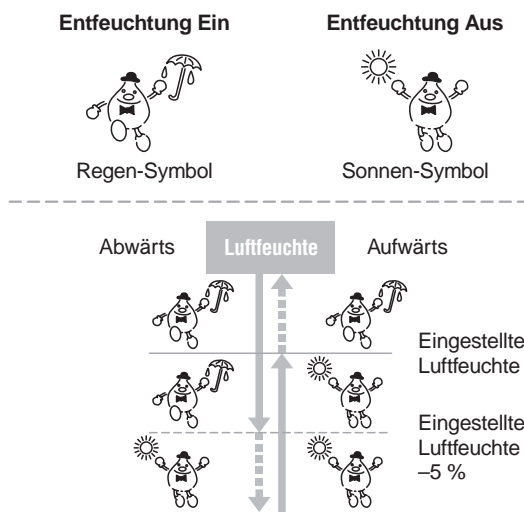 Entfeuchtung Ein
Entfeuchtung Aus
Regen-Symbol
Sonnen-Symbol
Abwärts
Luftfeuchte
Aufwärts
Eingestellte
Luftfeuchte
Eingestellte
Luftfeuchte
–5 %